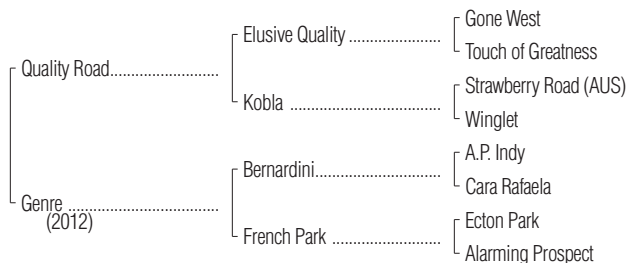 Gone West
Elusive Quality ........................
Touch of Greatness
Quality Road............................
Strawberry Road (AUS)
Kobla .......................................
Winglet
A.P. Indy
Bernardini................................
Cara Rafaela
Genre .......................................
(2012)
Ecton Park
French Park ............................
Alarming Prospect